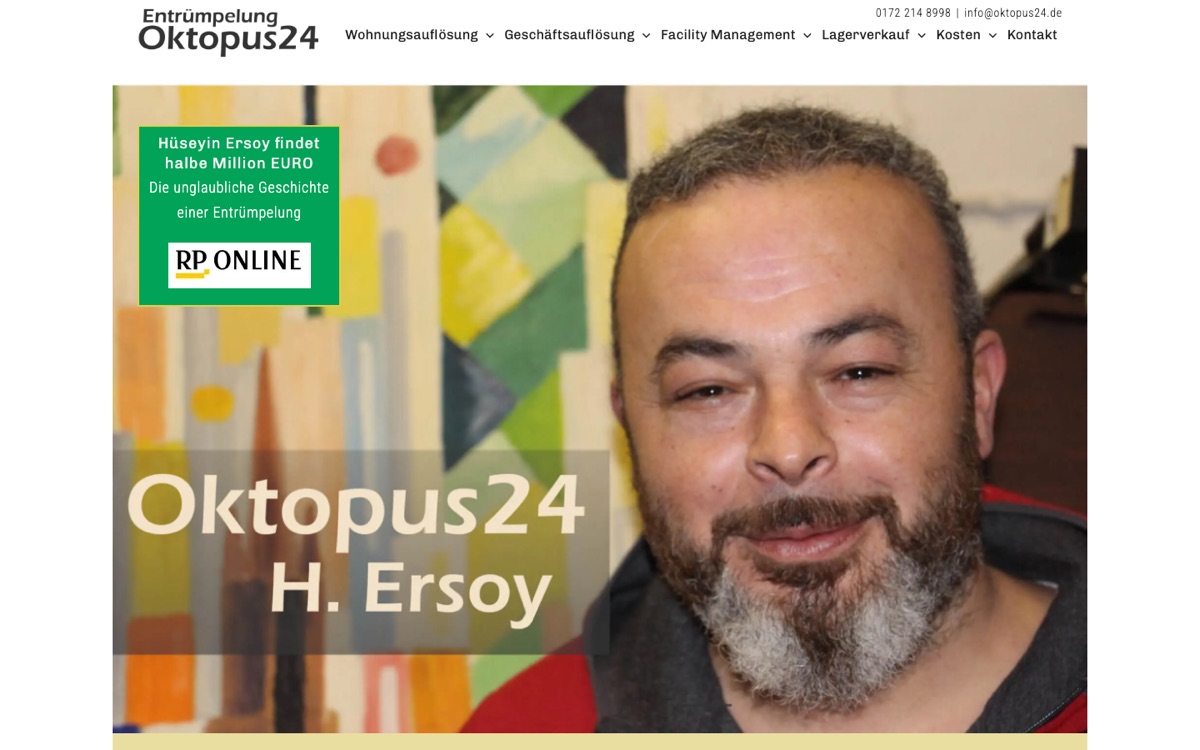 Entrümpelung
Oktopus24
0172 214 8998 | info@oktopus24.de
Wohnungsauflösung Geschäftsauflösung Facility Management Lagerverkauf Kosten Kontakt
Hüseyin Ersoy findet
halbe Million EURO
Die unglaubliche Geschichte
einer Entrümpelung
RP ONLINE
Oktopus24
H. Ersoy